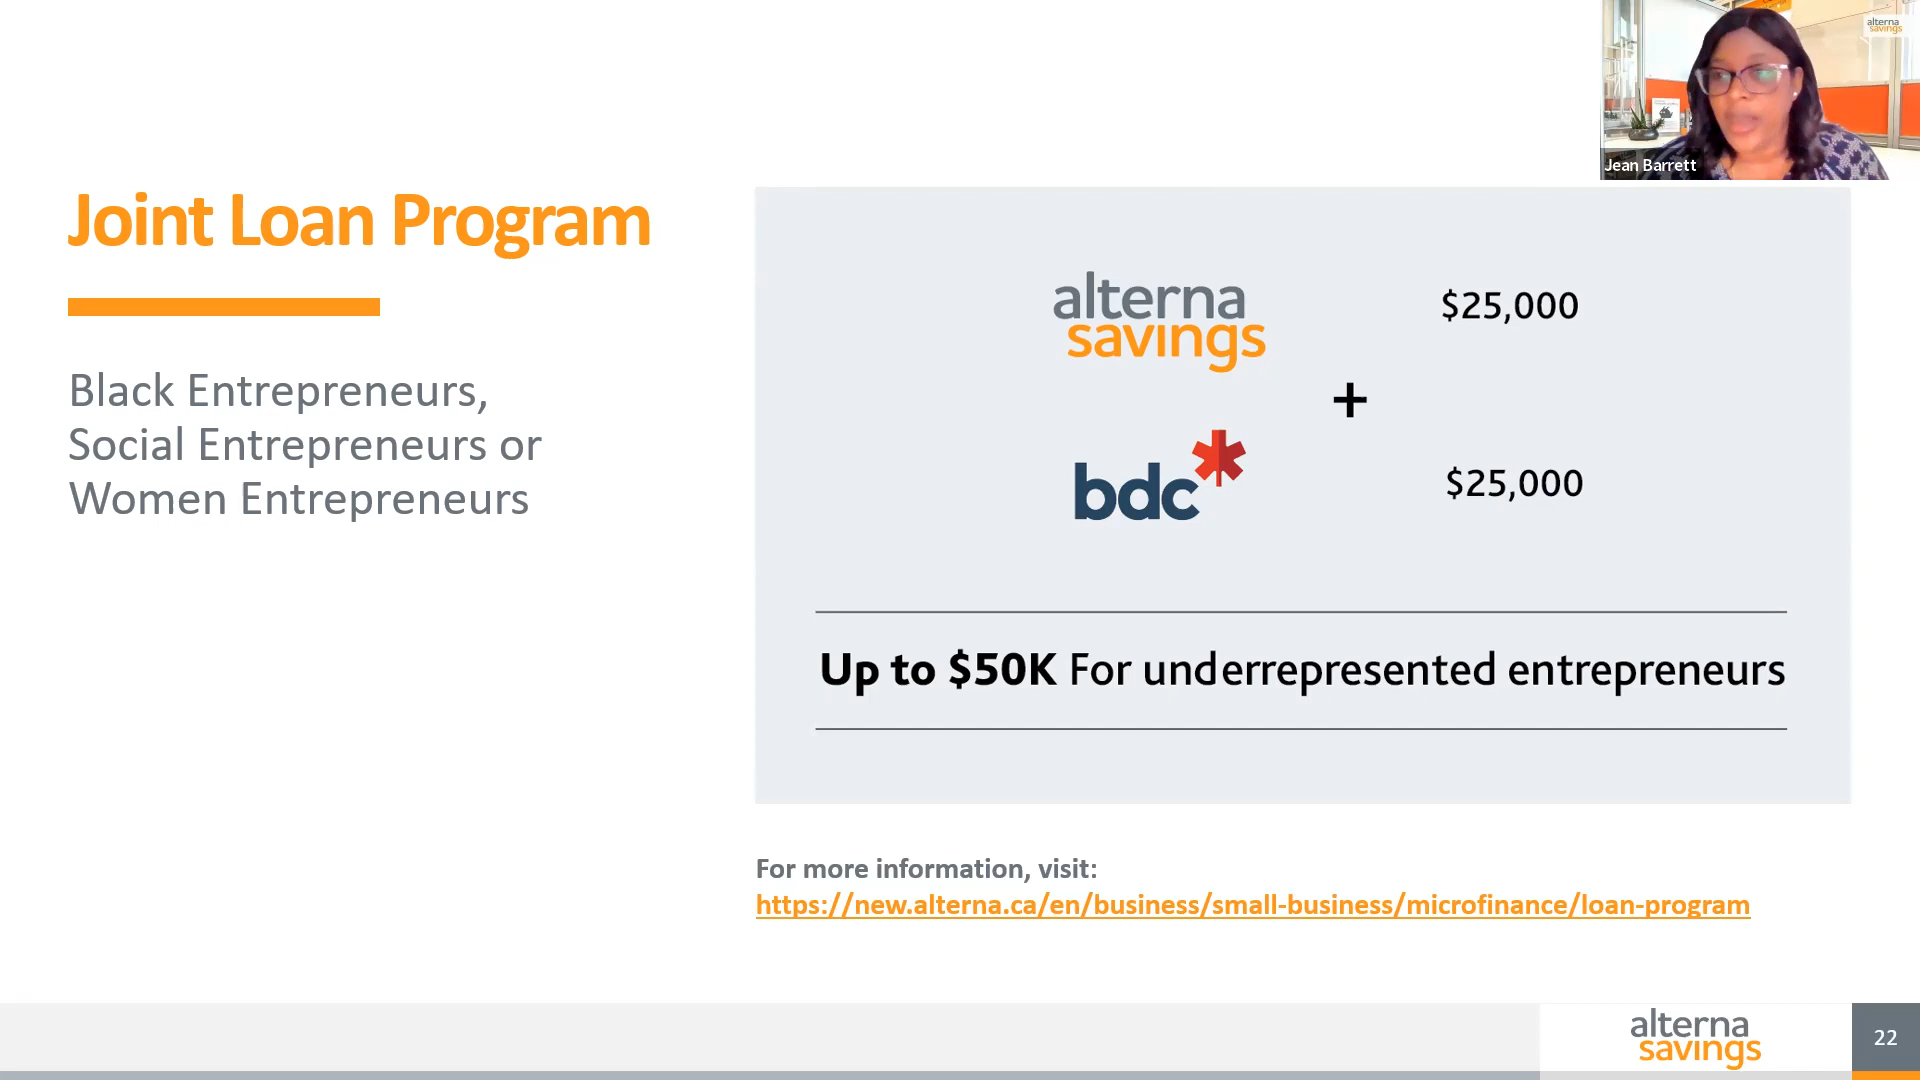 alterna
savings
Jean Barrett
Joint Loan Program
Black Entrepreneurs,
Social Entrepreneurs or
Women Entrepreneurs
alterna
savings
$25,000
+
bdc
$25,000
Up to $50K For underrepresented entrepreneurs
For more information, visit:
https://new.alterna.ca/en/business/small-business/microfinance/loan-program
alterna
savings
22